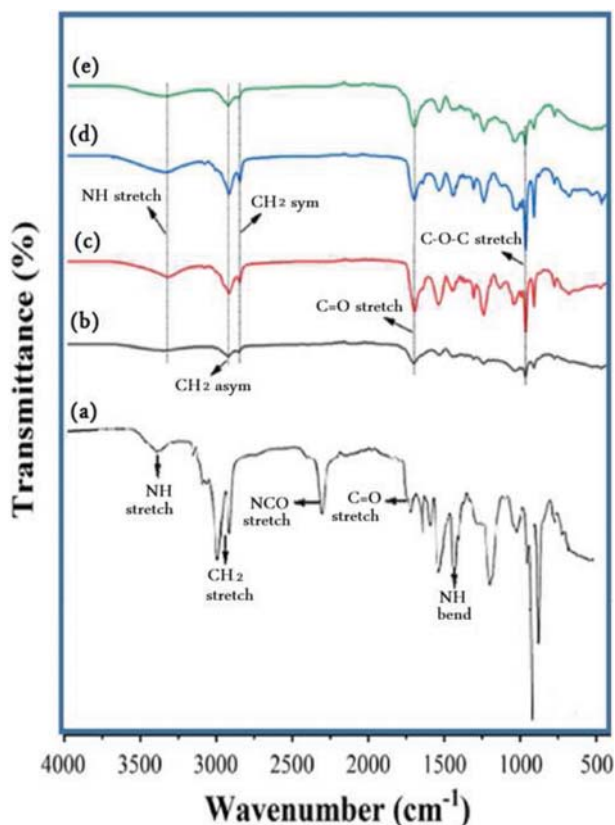 (e)
(d)
NH stretch
CH2 sym
C-O-C stretch
(c)
C=O stretch
(b)
CH2 asym
(a)
NH
stretch
NCO
stretch
C=O
stretch
CH2
stretch
NH
bend
Transmittance (%)
4000 3500 3000 2500 2000 1500 1000 500
Wavenumber (cm-1)